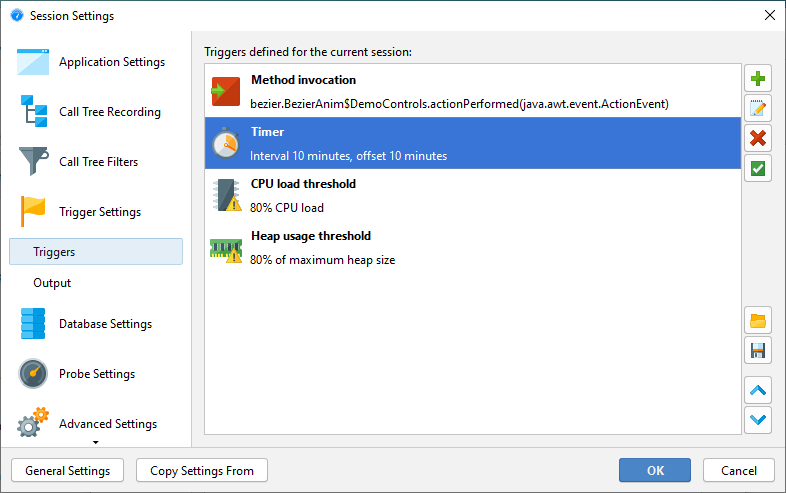 Session Settings
Application Settings
Call Tree Recording
Call Tree Filters
Trigger Settings
Triggers
Output
Database Settings
Probe Settings
Advanced Settings
Triggers defined for the current session:
Method invocation
bezier.BezierAnim$DemoControls.actionPerformed(java.awt.event.ActionEvent)
Timer
Interval 10 minutes, offset 10 minutes
CPU load threshold
80% CPU load
Heap usage threshold
80% of maximum heap size
General Settings
Copy Settings From
OK
Cancel